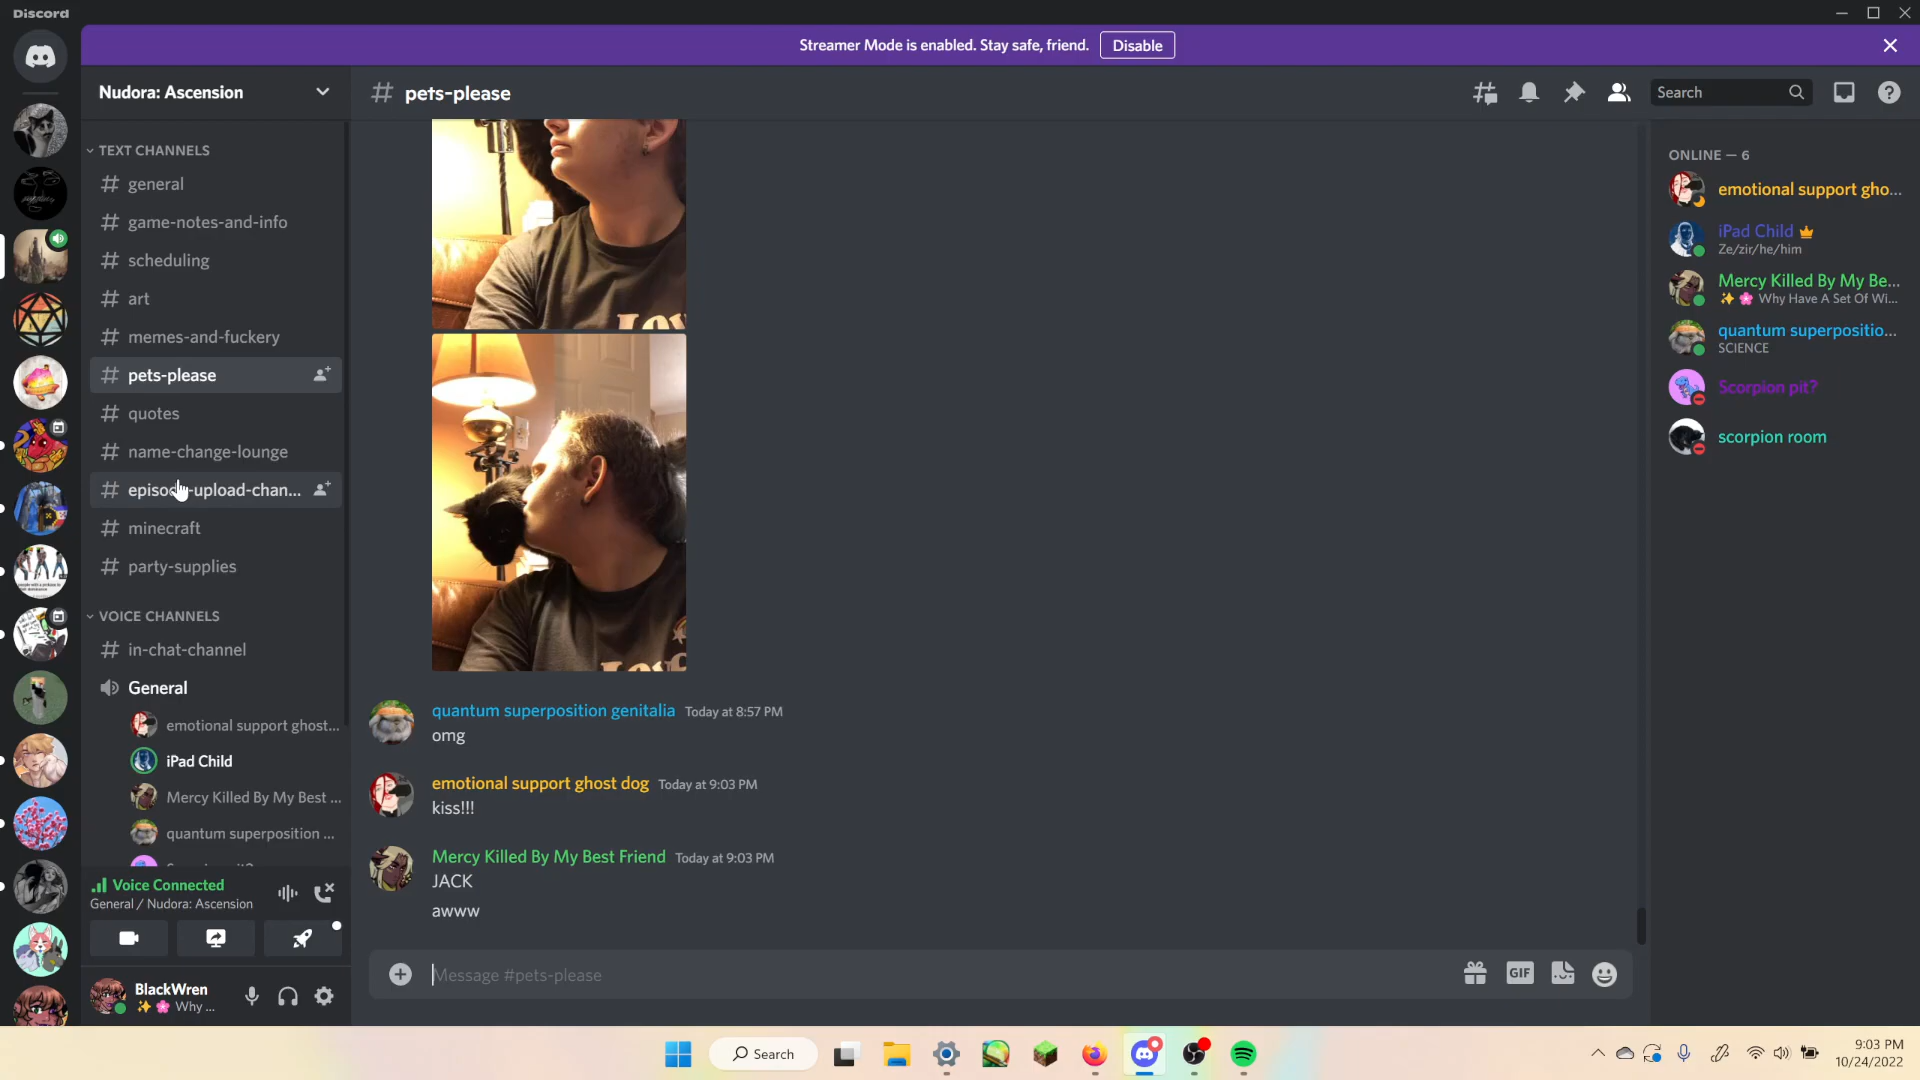 Discord
Streamer Mode is enabled. Stay safe, friend.
Disable
Nudora: Ascension
pets-please
Search
TEXT CHANNELS
general
game-notes-and-info
scheduling
art
memes-and-fuckery
pets-please
quotes
name-change-lounge
episode-upload-chan...
minecraft
party-supplies
VOICE CHANNELS
in-chat-channel
General
emotional support ghost...
iPad Child
Mercy Killed By My Best ...
quantum superposition ...
Voice Connected
General / Nudora: Ascension
BlackWren
Why ...
quantum superposition genitalia Today at 8:57 PM
omg
emotional support ghost dog Today at 9:03 PM
kiss!!!
Mercy Killed By My Best Friend Today at 9:03 PM
JACK
awww
Message #pets-please
GIF
ONLINE — 6
emotional support gho...
iPad Child
Ze/zir/he/him
Mercy Killed By My Be...
Why Have A Set Of Wi...
quantum superpositio...
SCIENCE
Scorpion pit?
scorpion room
Search
9:03 PM
10/24/2022